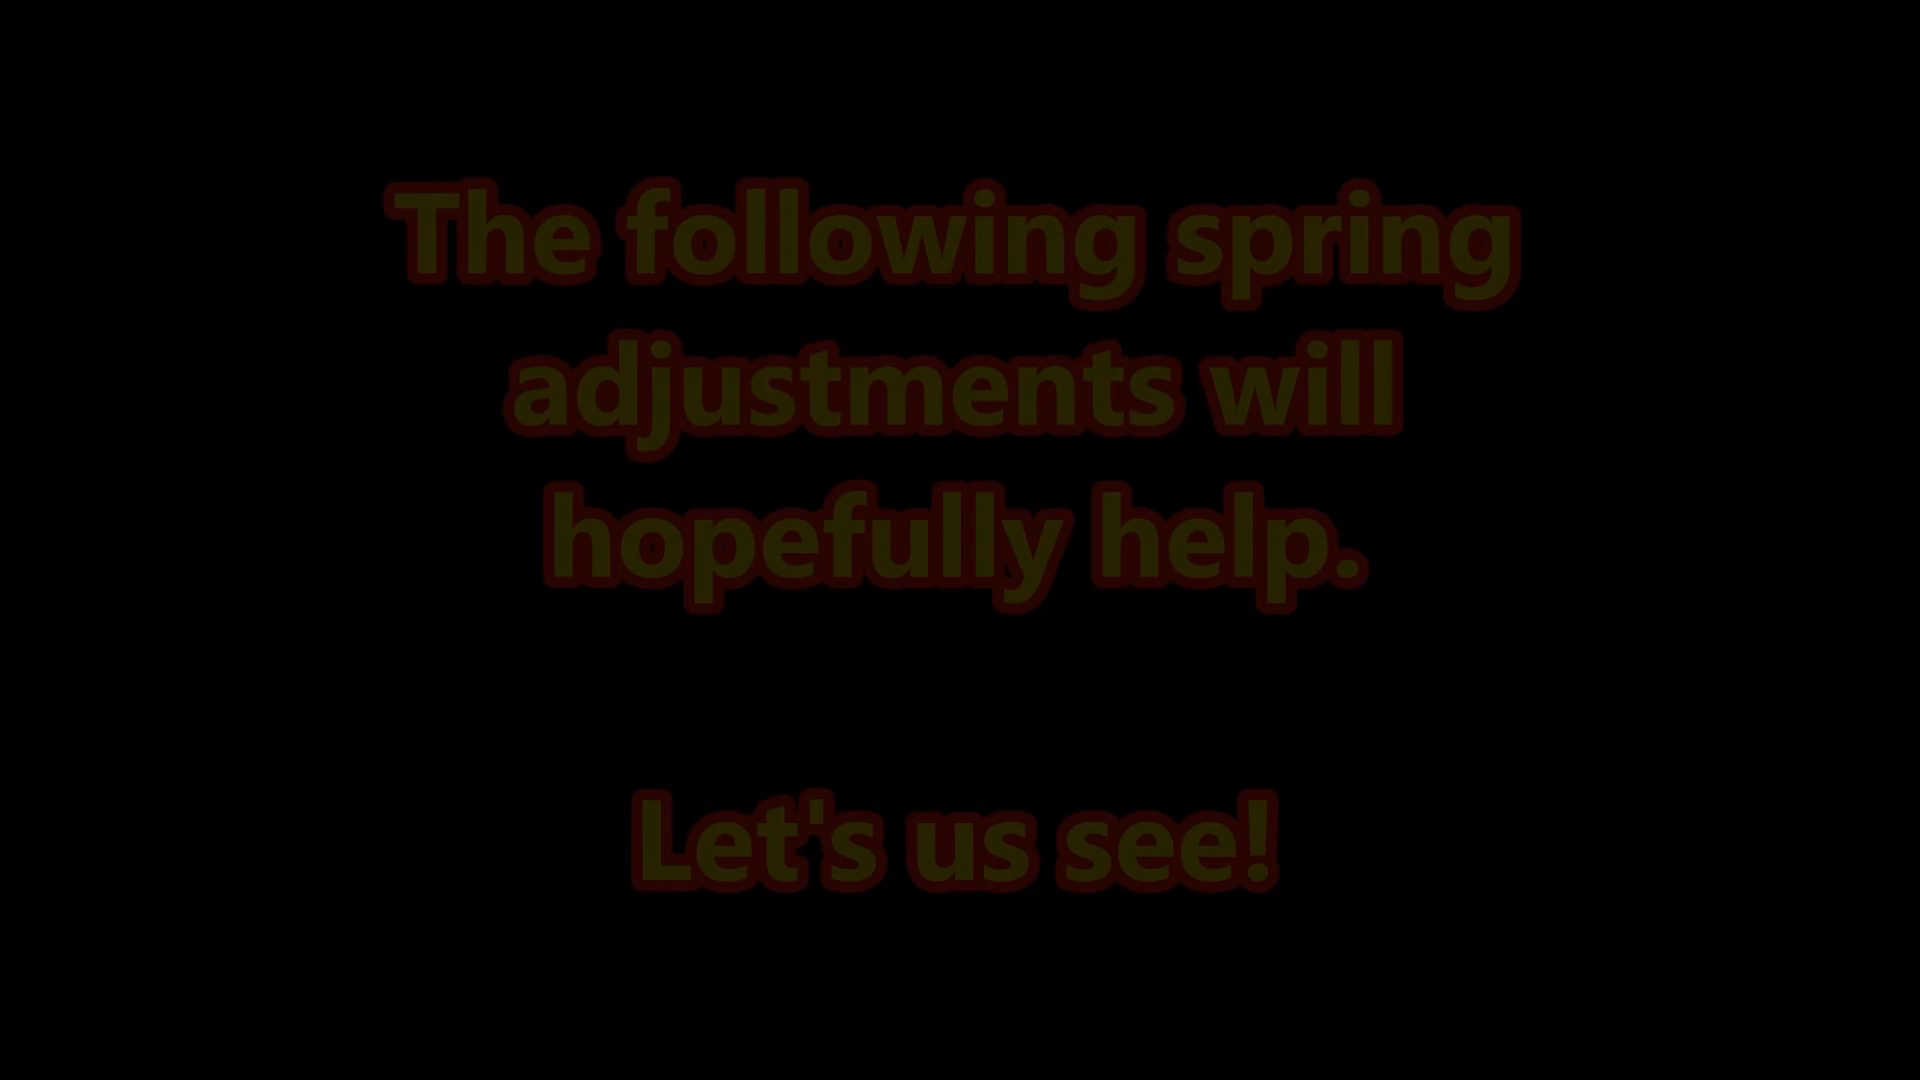 The following spring
adjustments will
hopefully help.
Let's us see!